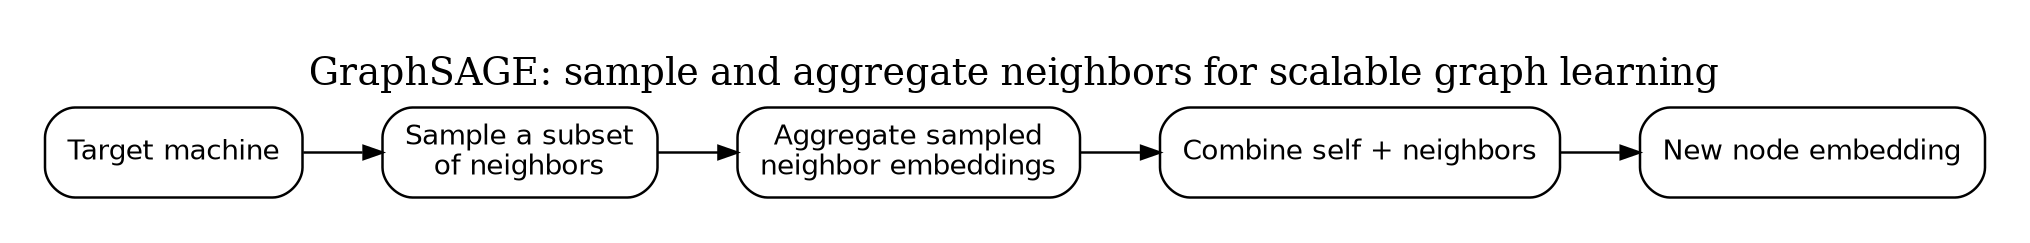 GraphSAGE: sample and aggregate neighbors for scalable graph learning
Target machine
Sample a subset
of neighbors
Aggregate sampled
neighbor embeddings
Combine self + neighbors
New node embedding